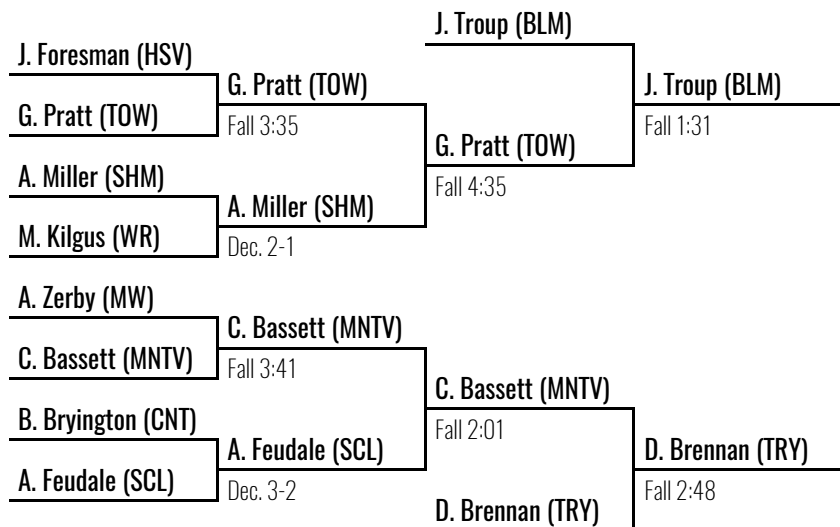 J. Troup (BLM)
J. Foresman (HSV)
G. Pratt (TOW)
J. Troup (BLM)
G. Pratt (TOW)
Fall 3:35
Fall 1:31
G. Pratt (TOW)
A. Miller (SHM)
Fall 4:35
A. Miller (SHM)
M. Kilgus (WR)
Dec. 2-1
A. Zerby (MW)
C. Bassett (MNTV)
C. Bassett (MNTV)
Fall 3:41
C. Bassett (MNTV)
B. Bryington (CNT)
Fall 2:01
A. Feudale (SCL)
D. Brennan (TRY)
A. Feudale (SCL)
Dec. 3-2
Fall 2:48
D. Brennan (TRY)